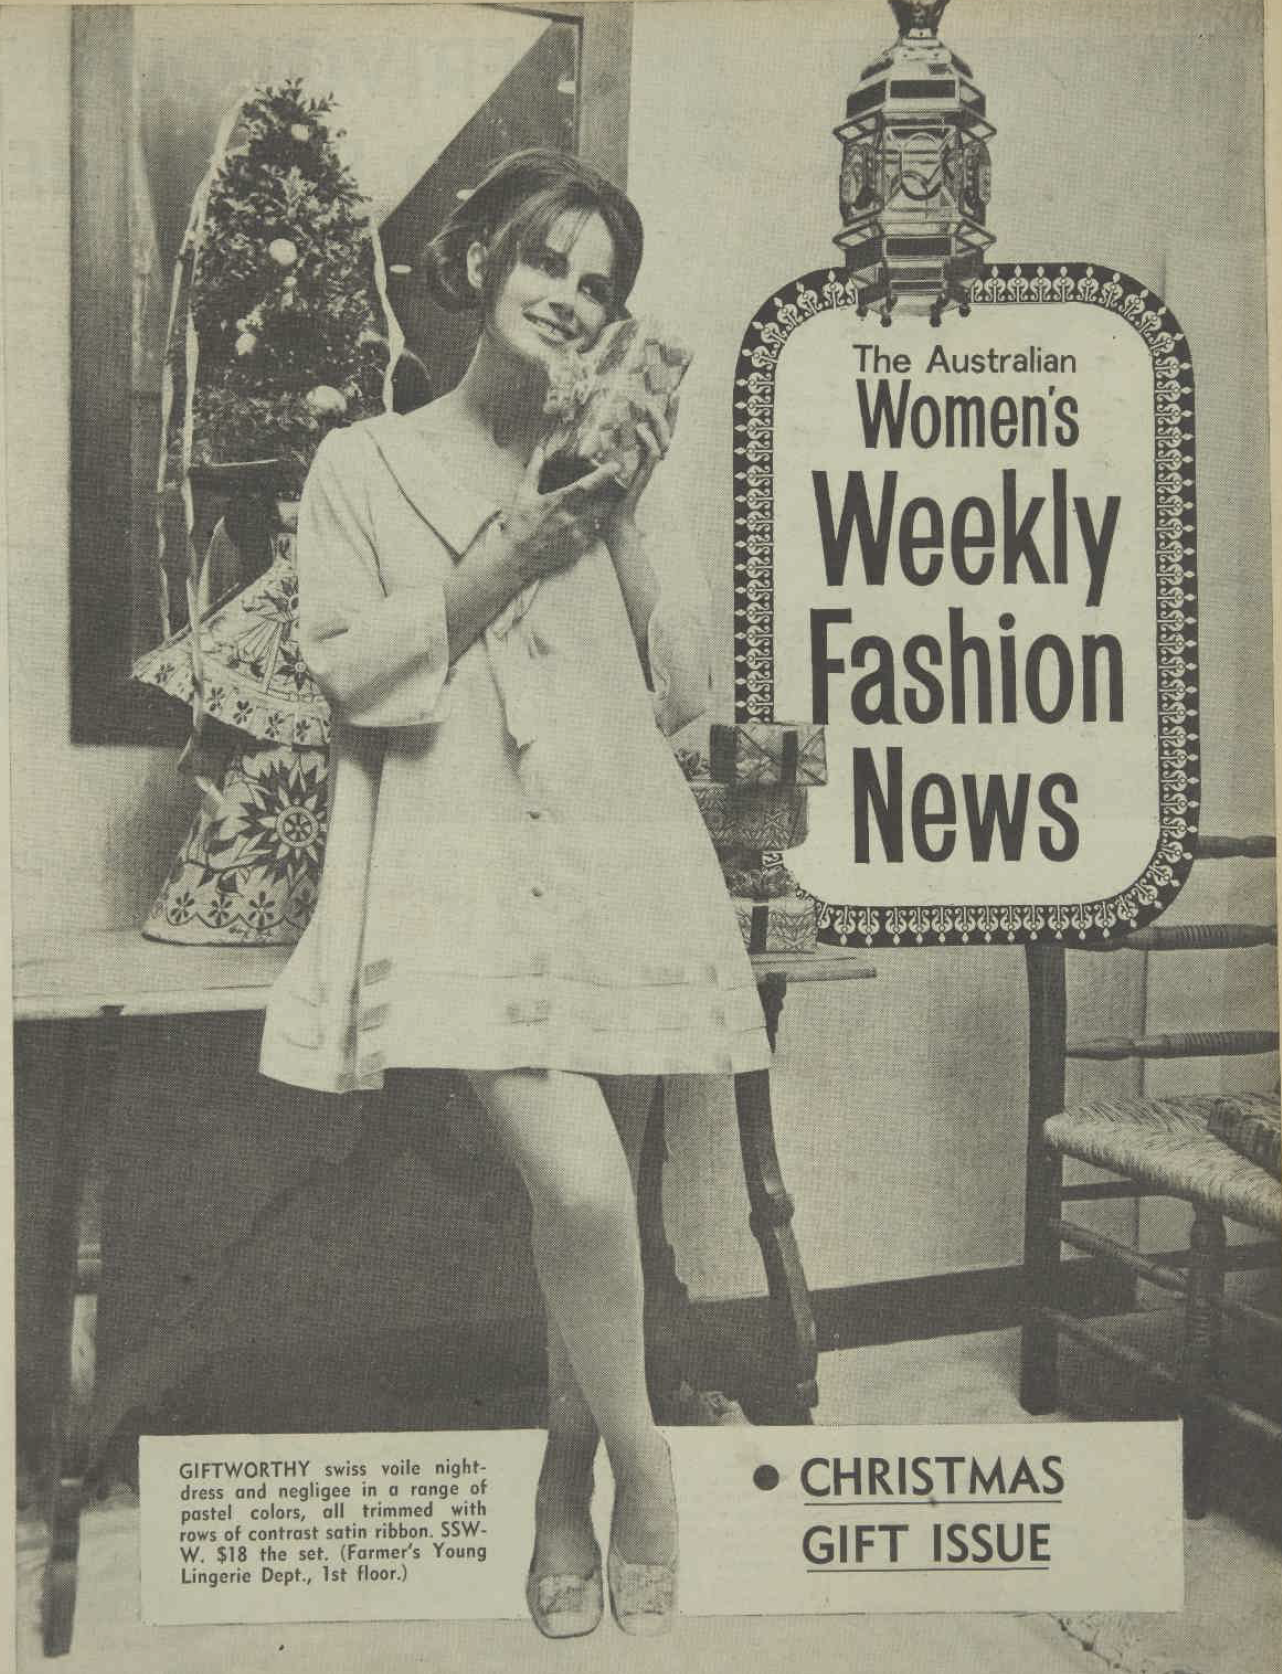 The Australian
Women's
Weekly
Fashion
News
GIFTWORTHY swiss voile night-
dress and negligee in a range of
pastel colors, all trimmed with
rows of contrast satin ribbon. SSW-
W. $18 the set. (Farmer's Young
Lingerie Dept., 1st floor.)
• CHRISTMAS
GIFT ISSUE